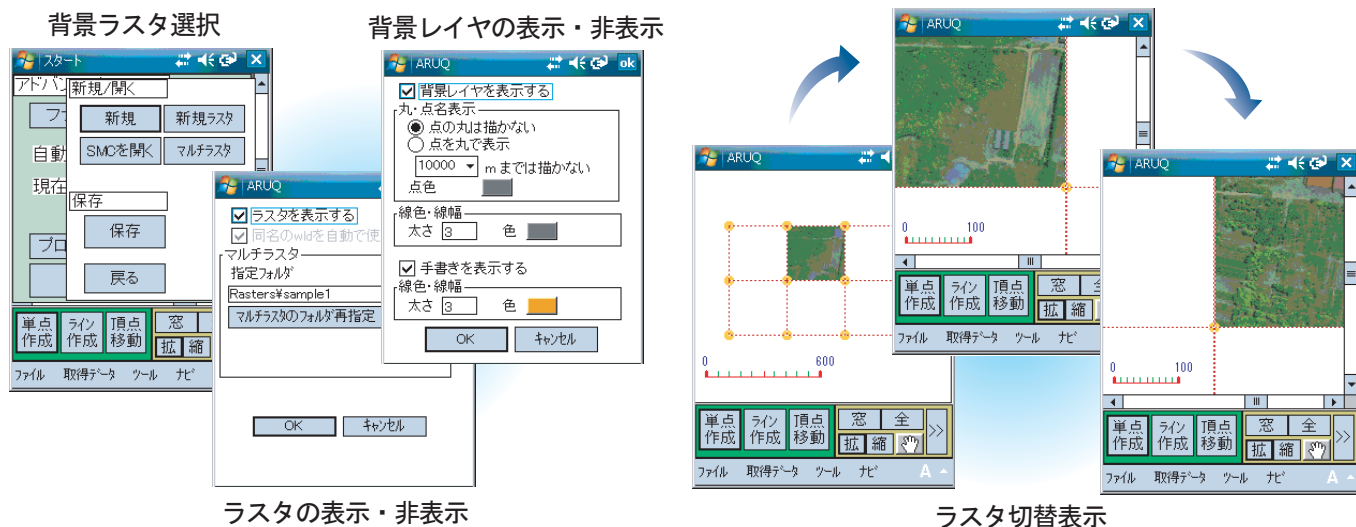 背景ラスタ選択
スタート
アドバン
新規/開く
新規
新規ラスタ
SMCを開く
マルチラスタ
自動
現在
保存
保存
戻る
プロ
単点作成
ライン作成
頂点移動
窓
拡
縮
ファイル 取得データ ツール ナビ
ラスタの表示・非表示
ARUQ
ラスタを表示する
同名のwldを自動で使
マルチラスター
指定フォルダ
Rasters¥sample1
マルチラスタのフォルダ再指定
OK
キャンセル
背景レイヤの表示・非表示
ARUQ
ok
背景レイヤを表示する
丸・点名表示
点の丸は描かない
点を丸で表示
10000
mまでは描かない
点色
線色・線幅
太さ 3 色
手書きを表示する
線色・線幅
太さ 3 色
OK
キャンセル
ARUQ
0 600
単点作成
ライン作成
頂点移動
窓
全
拡
縮
>>
ファイル 取得データ ツール ナビ
A
ARUQ
0 100
単点作成
ライン作成
頂点移動
窓
拡
縮
ファイル 取得データ ツール ナビ
ARUQ
0 100
単点作成
ライン作成
頂点移動
窓
全
拡
縮
>>
ファイル 取得データ ツール ナビ
A
ラスタ切替表示